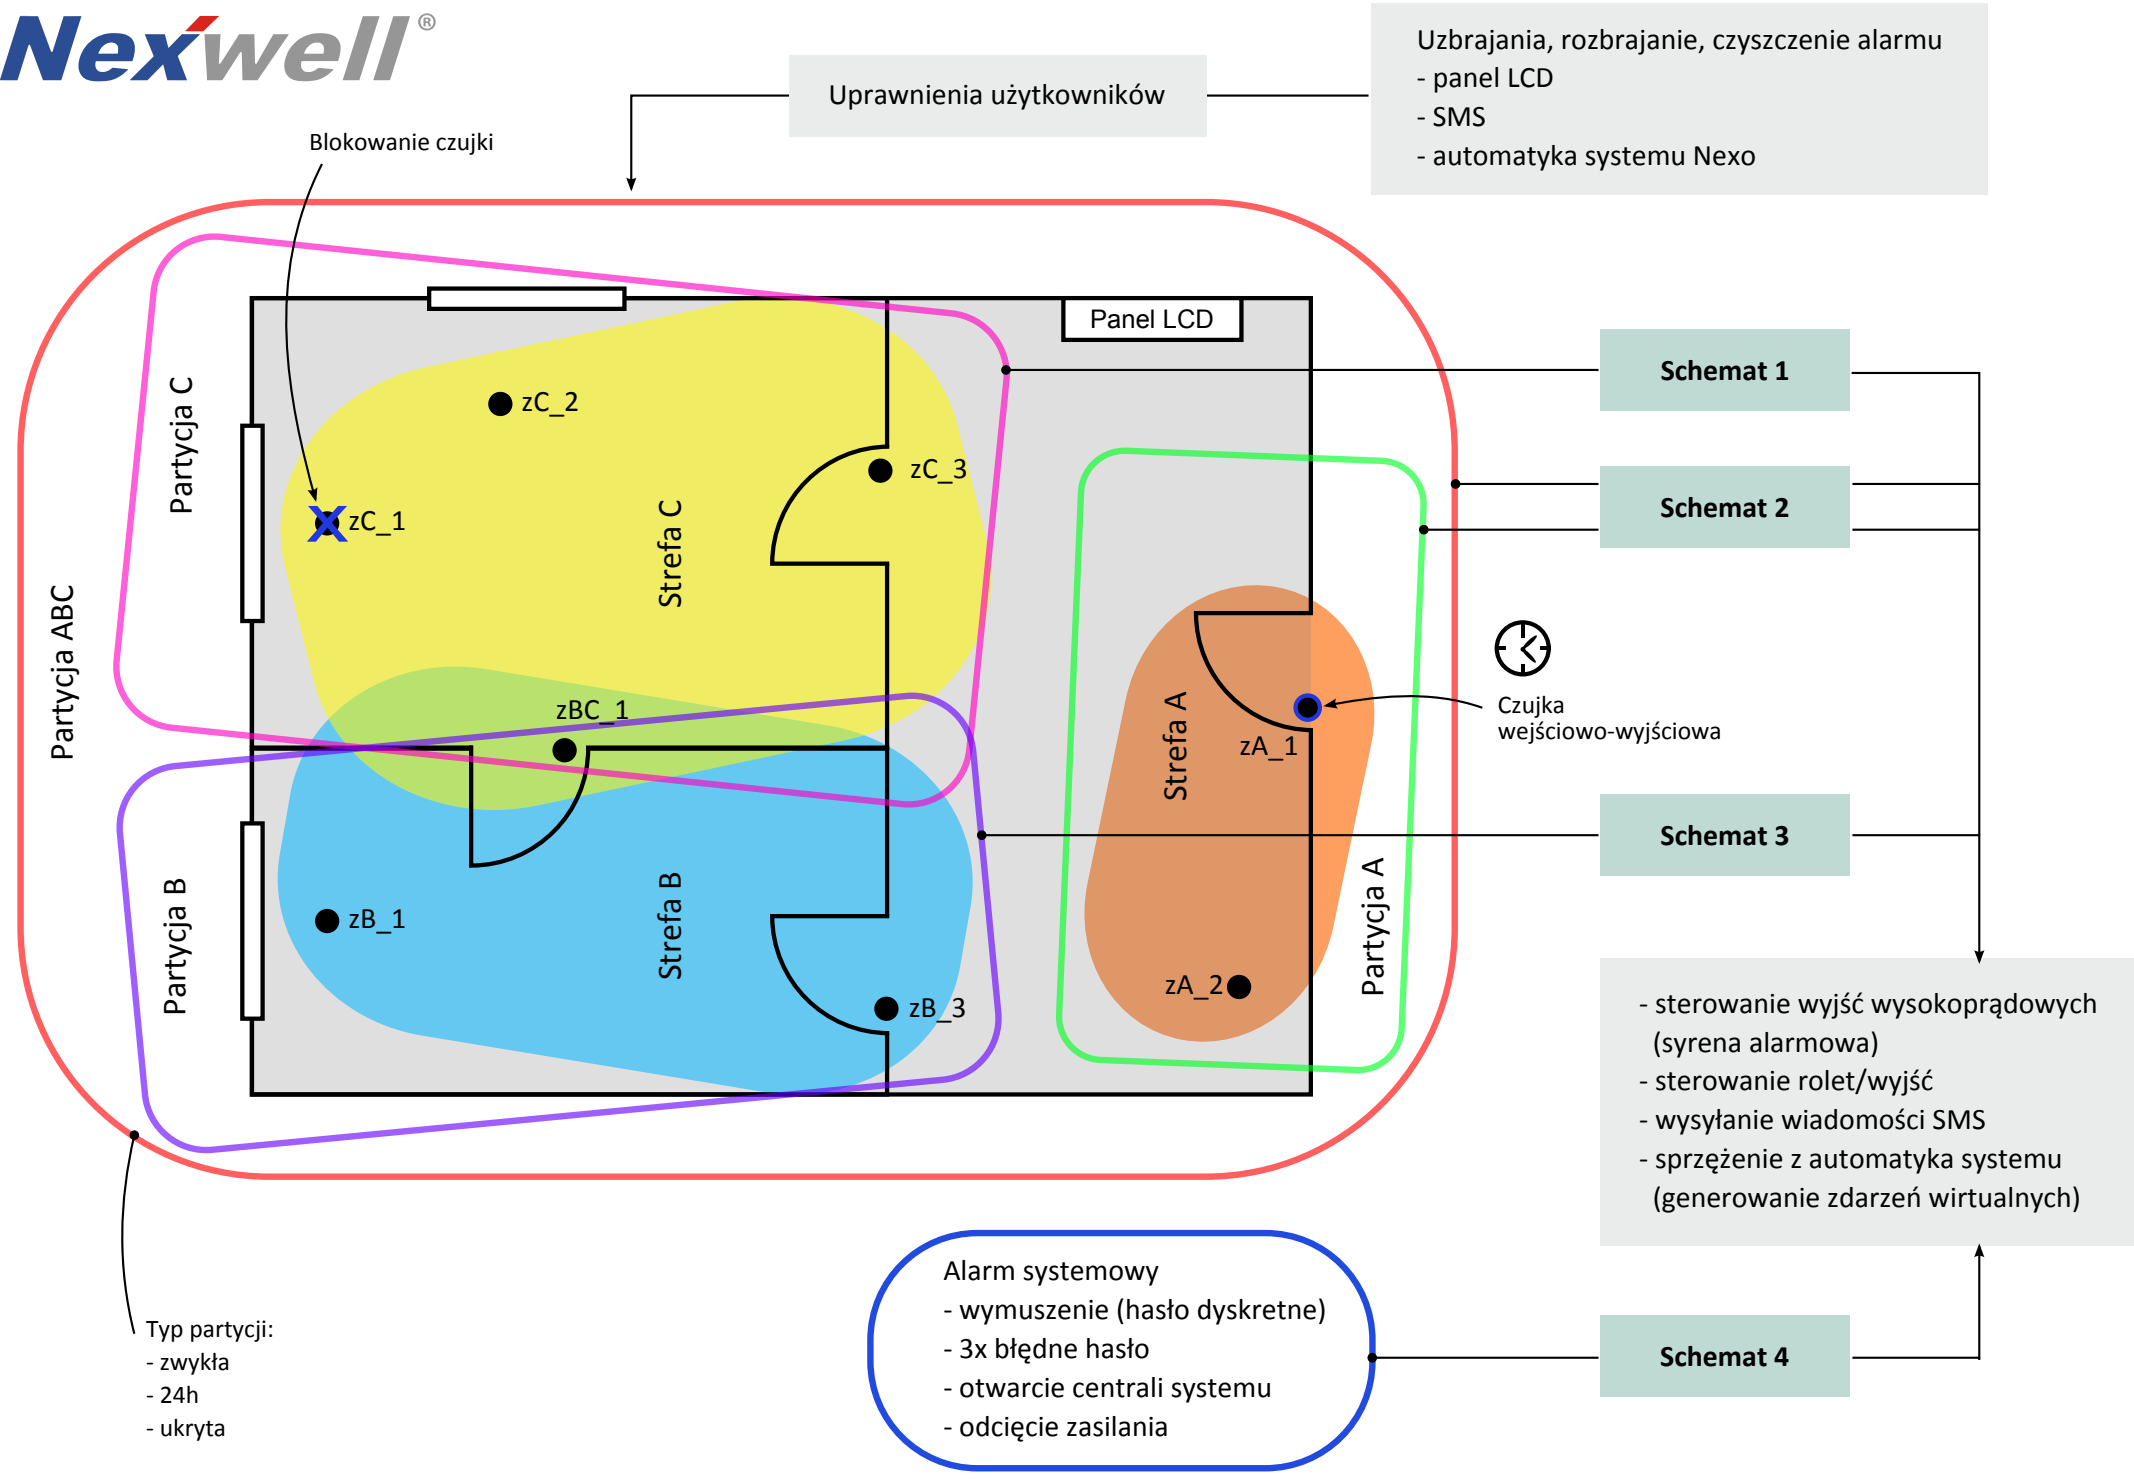 Nexwell®
Uprawnienia użytkowników
Uzbrajania, rozbrajanie, czyszczenie alarmu
- panel LCD
- SMS
- automatyka systemu Nexo
Blokowanie czujki
Panel LCD
Partycja C
zC_2
zC_3
zC_1
Strefa C
Partycja ABC
zBC_1
Strefa A
zA_1
Czujka
wejściowo-wyjściowa
Partycja B
zB_1
Strefa B
zB_3
zA_2
Partycja A
Schemat 1
Schemat 2
Schemat 3
- sterowanie wyjść wysokoprądowych
(syrena alarmowa)
- sterowanie rolet/wyjść
- wysyłanie wiadomości SMS
- sprzężenie z automatyka systemu
(generowanie zdarzeń wirtualnych)
Typ partycji:
- zwykła
- 24h
- ukryta
Alarm systemowy
- wymuszenie (hasło dyskretne)
- 3x błędne hasło
- otwarcie centrali systemu
- odcięcie zasilania
Schemat 4